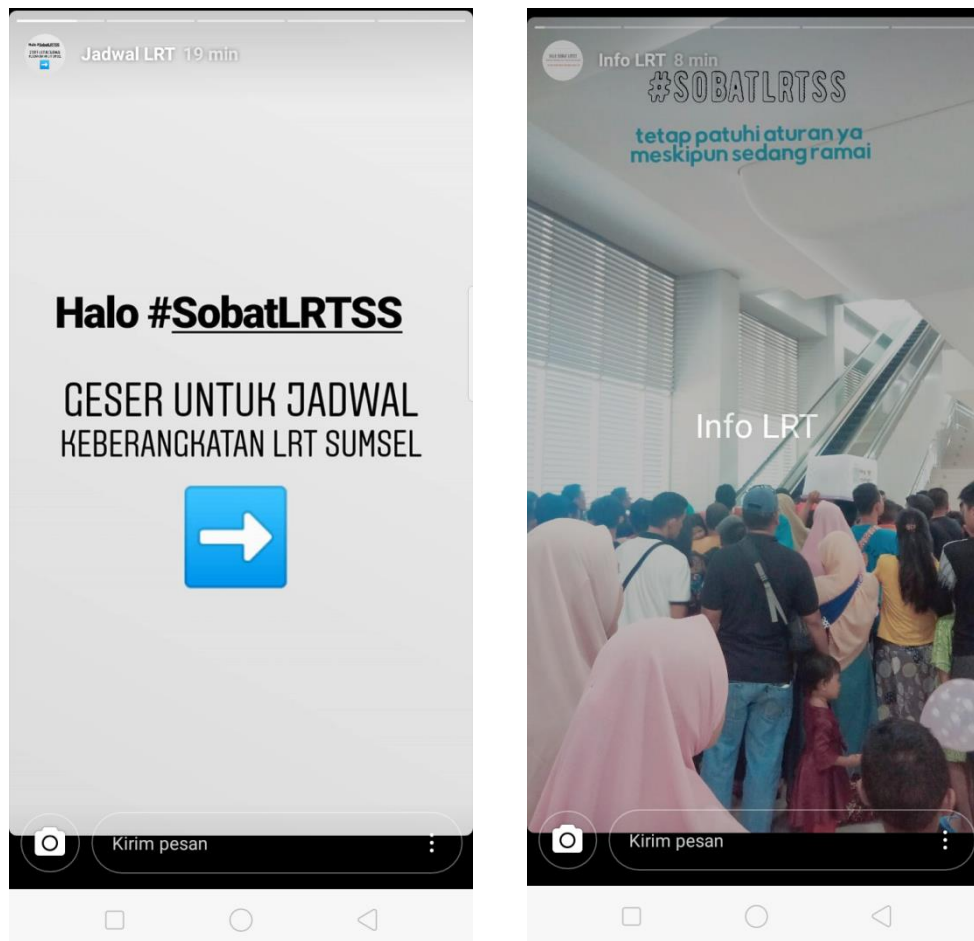 Jadwal LRT 19 min
Halo #SobatLRTSS
GESER UNTUK JADWAL
KEBERANGKATAN LRT SUMSEL
Kirim pesan
Info LRT 8 min
#SOBATLRTSS
tetap patuhi aturan ya
meskipun sedang ramai
Info LRT
Kirim pesan